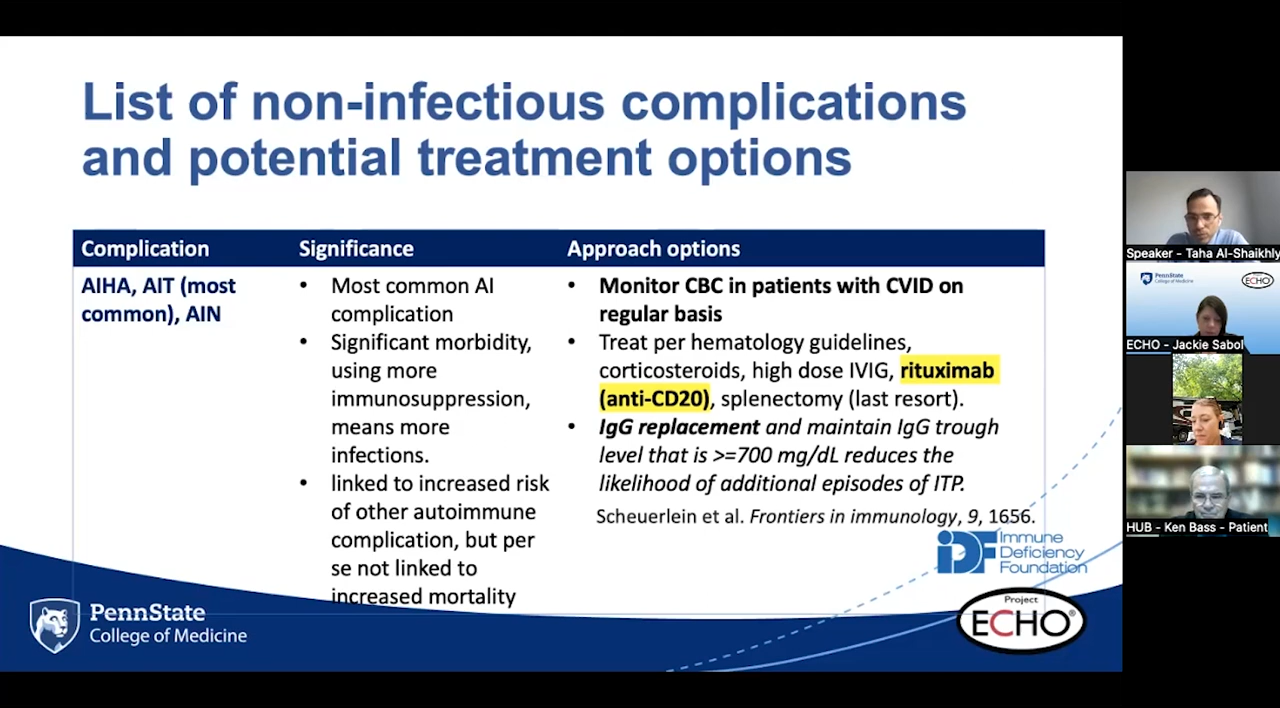 List of non-infectious complications
and potential treatment options
Complication
Significance
Approach options
AIHA, AIT (most
common), AIN
• Most common AI
complication
• Significant morbidity,
using more
immunosuppression,
means more
infections.
• linked to increased risk
of other autoimmune
complication, but per
se not linked to
increased mortality
• Monitor CBC in patients with CVID on
regular basis
• Treat per hematology guidelines,
corticosteroids, high dose IVIG, rituximab
(anti-CD20), splenectomy (last resort).
• IgG replacement and maintain IgG trough
level that is >=700 mg/dL reduces the
likelihood of additional episodes of ITP.
Scheuerlein et al. Frontiers in immunology, 9, 1656.
iDF Immune
Deficiency
Foundation
PennState
College of Medicine
Project
ECHO®
Speaker - Taha Al-Shaikhly
PennState
College of Medicine
ECHO
ECHO - Jackie Sabol
HUB - Ken Bass - Patient